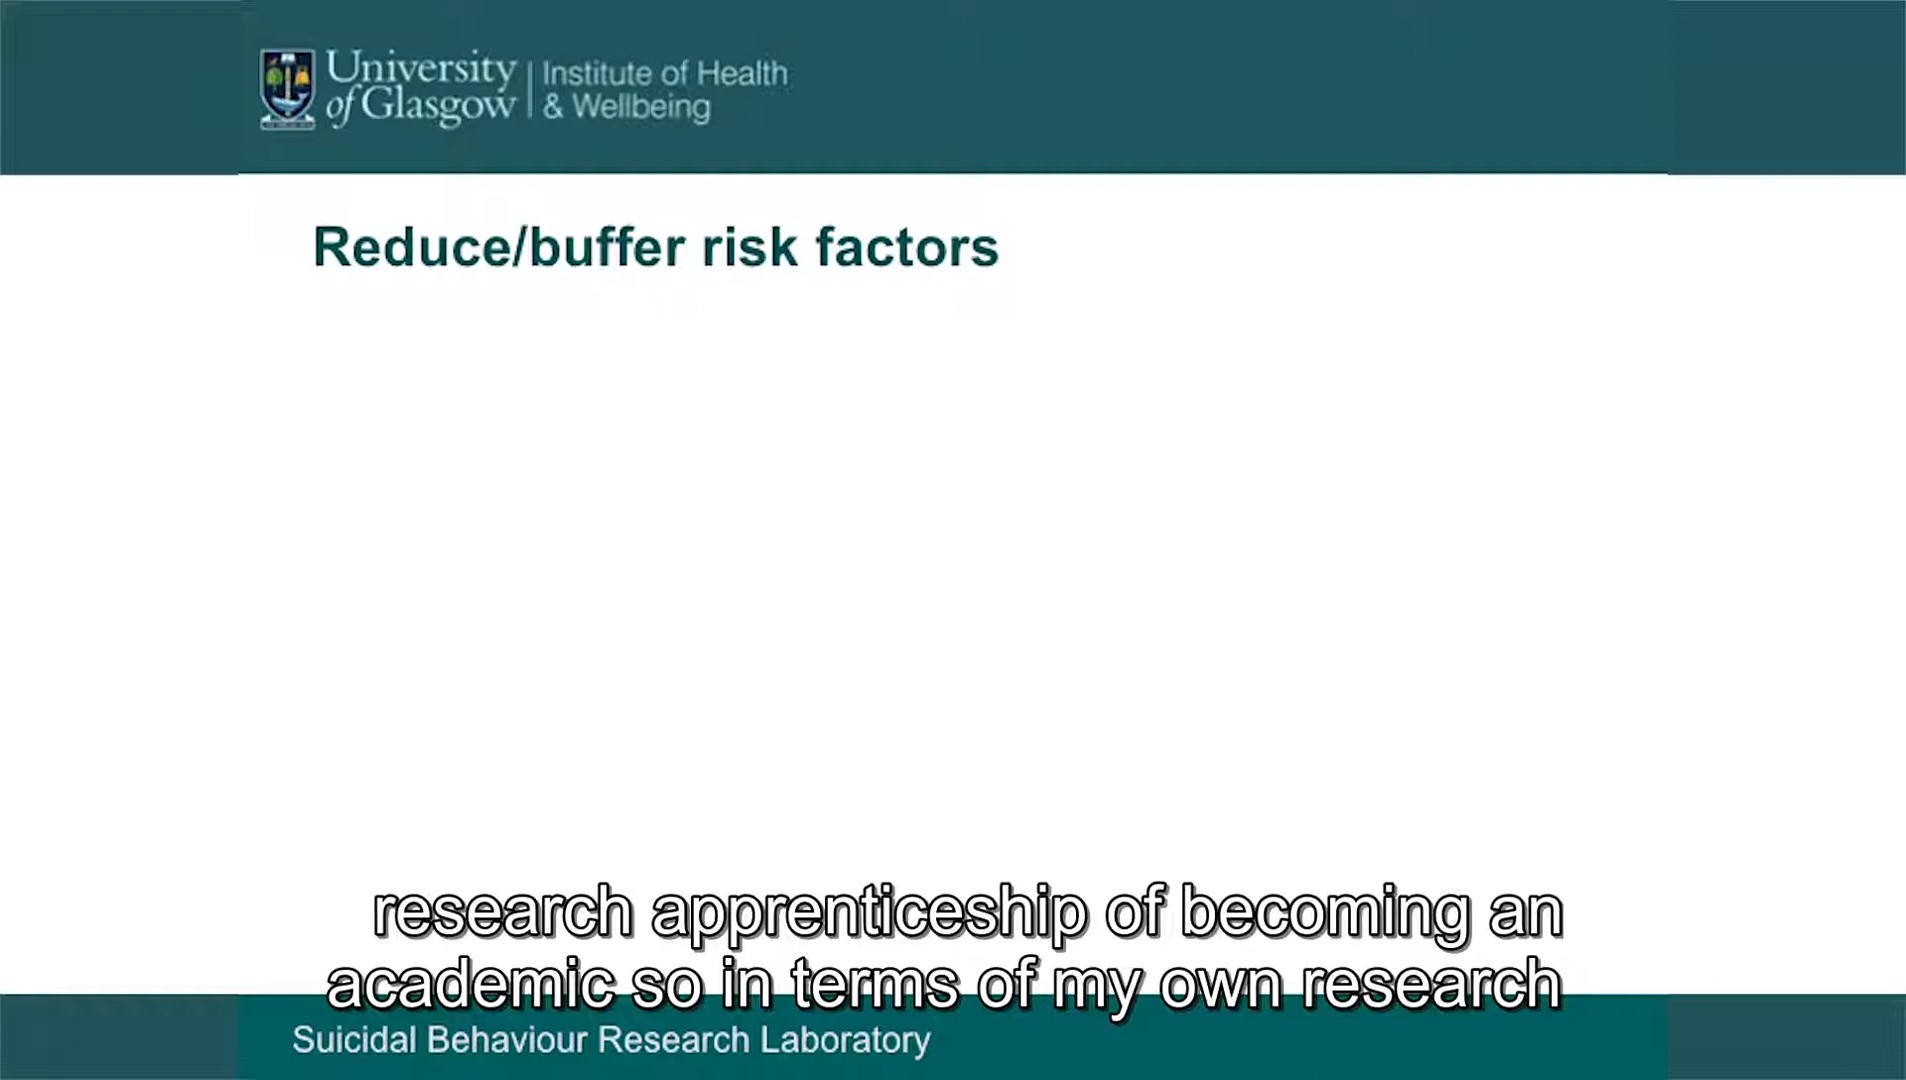 University
of Glasgow
Institute of Health
& Wellbeing
Reduce/buffer risk factors
research apprenticeship of becoming an
academic so in terms of my own research
Suicidal Behaviour Research Laboratory